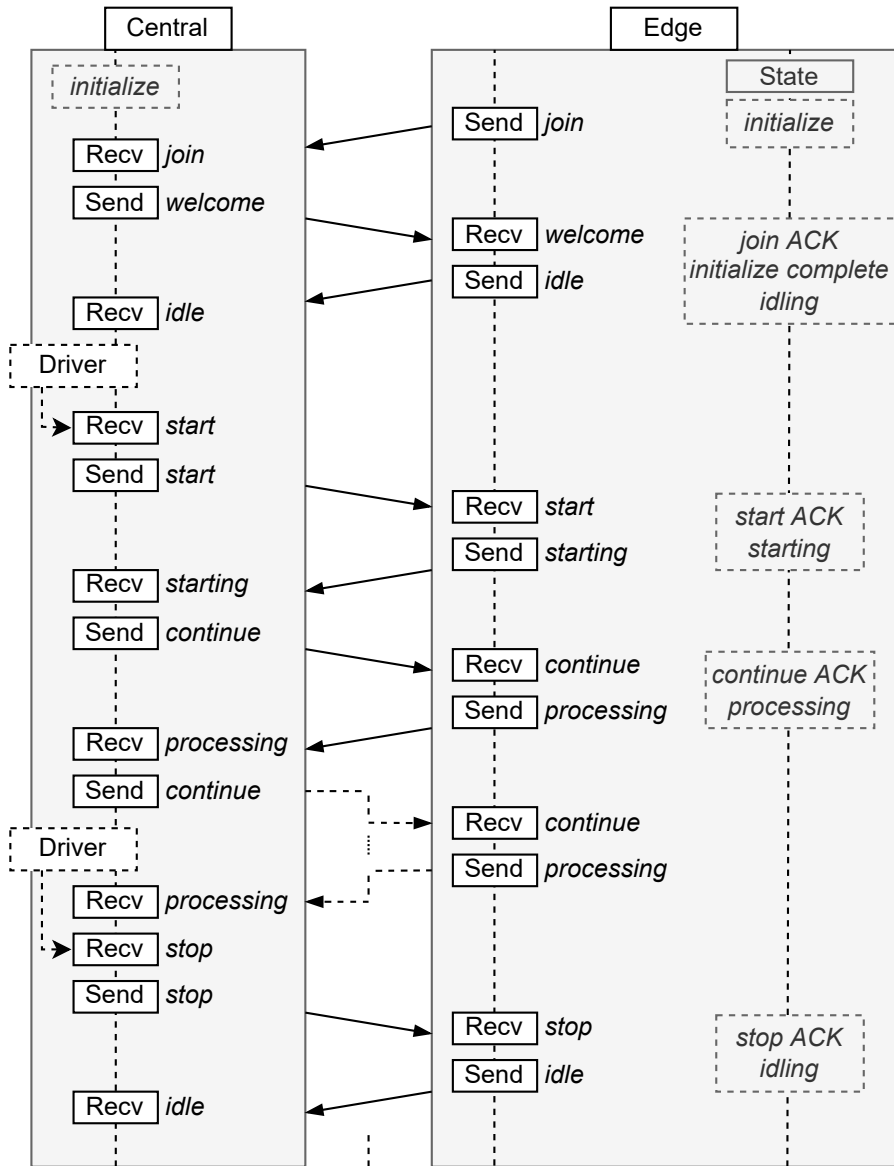 Central
Edge
State
initialize
Send join
initialize
Recv join
Send welcome
Recv welcome
join ACK
initialize complete
idling
Send idle
Recv idle
Driver
Recv start
Send start
Recv start
start ACK
starting
Send starting
Recv starting
Send continue
Recv continue
continue ACK
processing
Send processing
Recv processing
Send continue
Recv continue
Driver
Send processing
Recv processing
Recv stop
Send stop
Recv stop
stop ACK
idling
Send idle
Recv idle